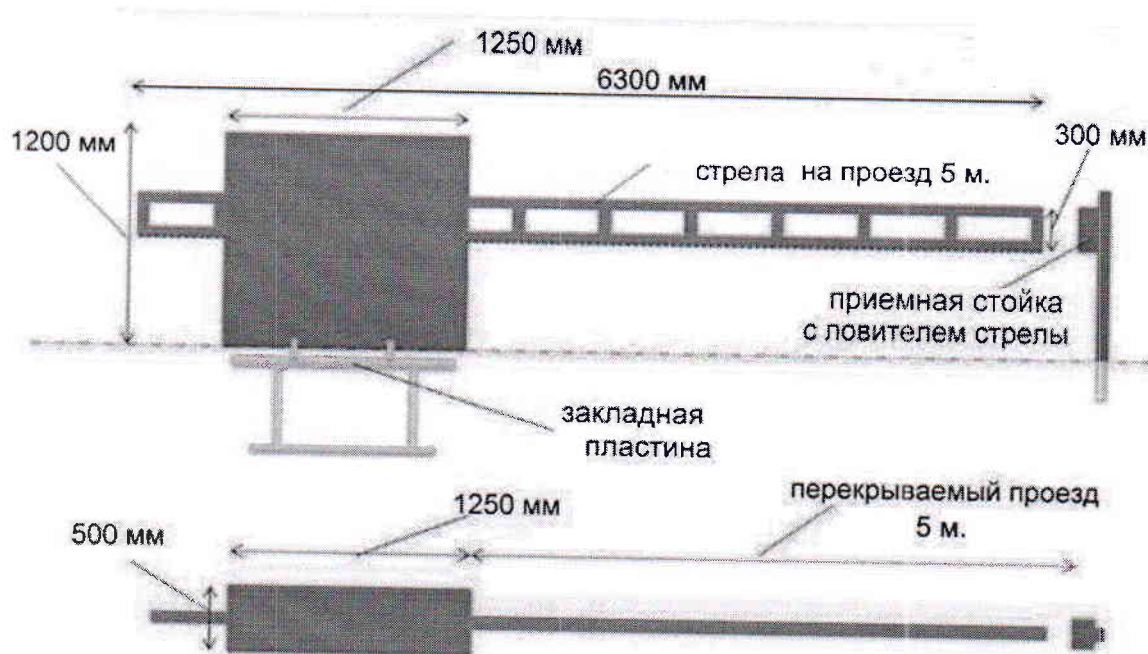 1250 мм
6300 мм
1200 мм
300 мм
стрела на проезд 5 м.
приемная стойка
с ловителем стрелы
закладная
пластина
1250 мм
перекрываемый проезд
5 м.
500 мм